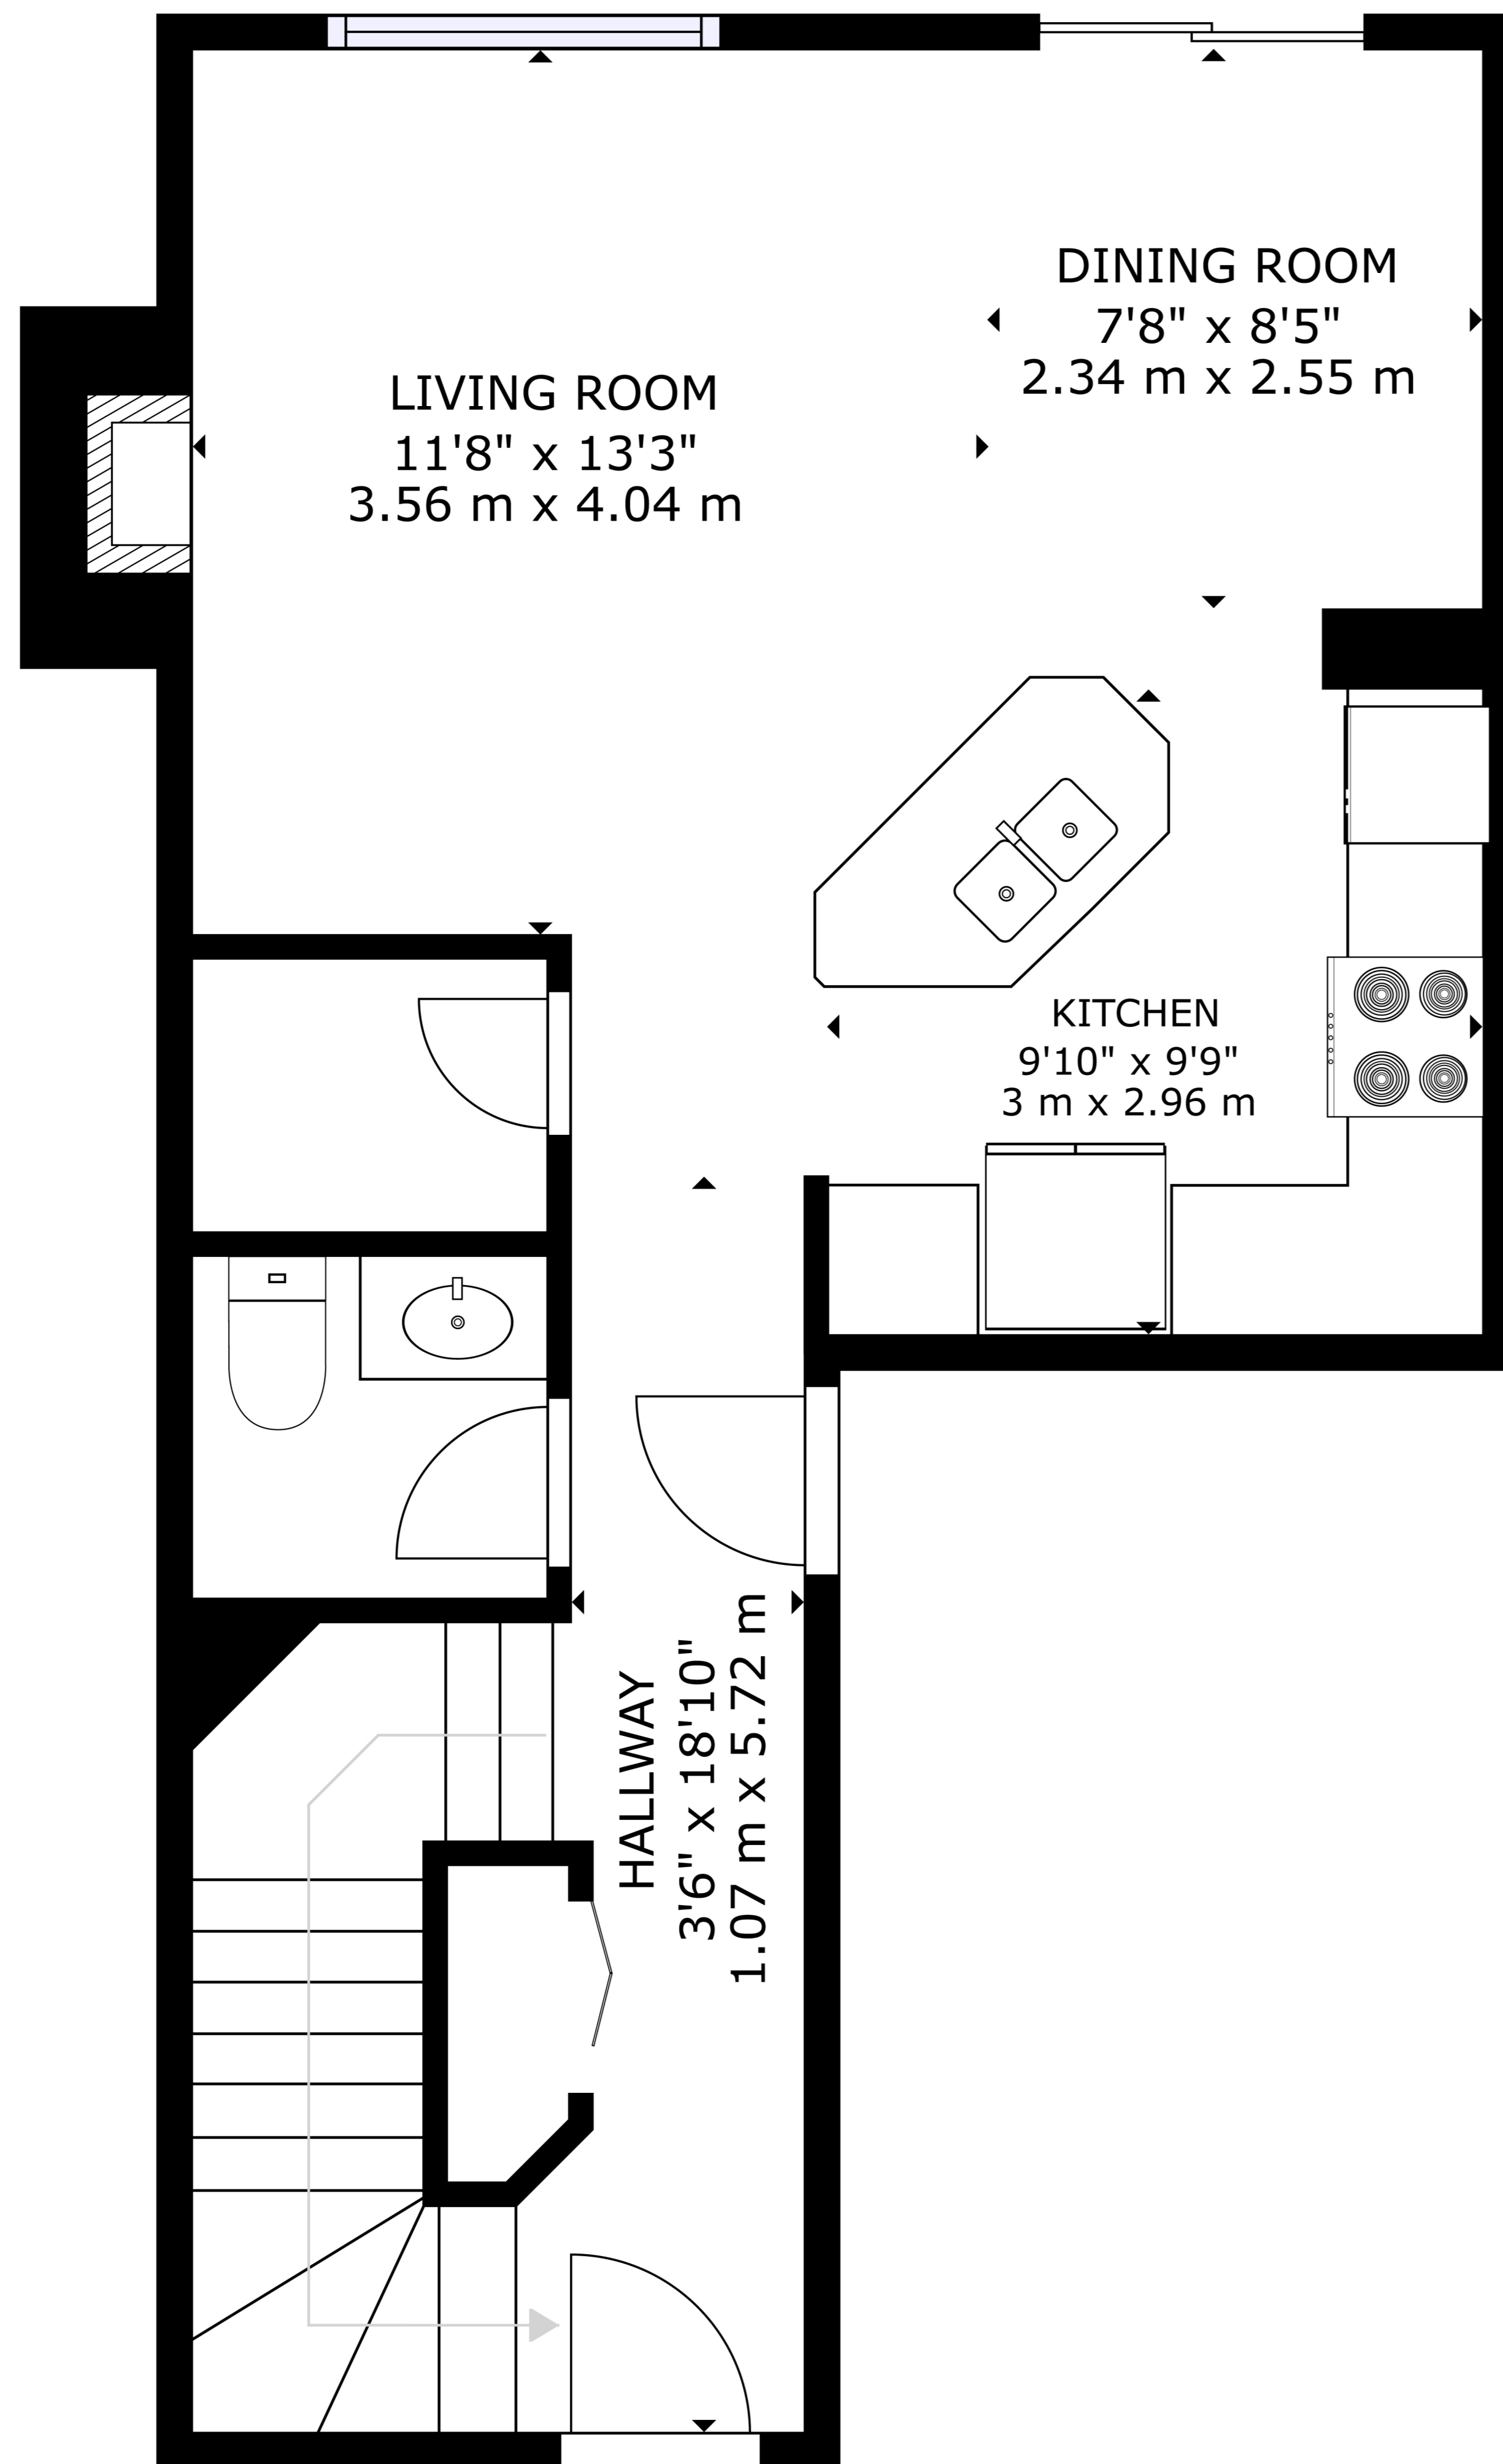 DINING ROOM
7'8" x 8'5"
2.34 m x 2.55 m
LIVING ROOM
11'8" x 13'3"
3.56 m x 4.04 m
KITCHEN
9'10" x 9'9"
3 m x 2.96 m
HALLWAY
3'6" x 18'10"
1.07 m x 5.72 m